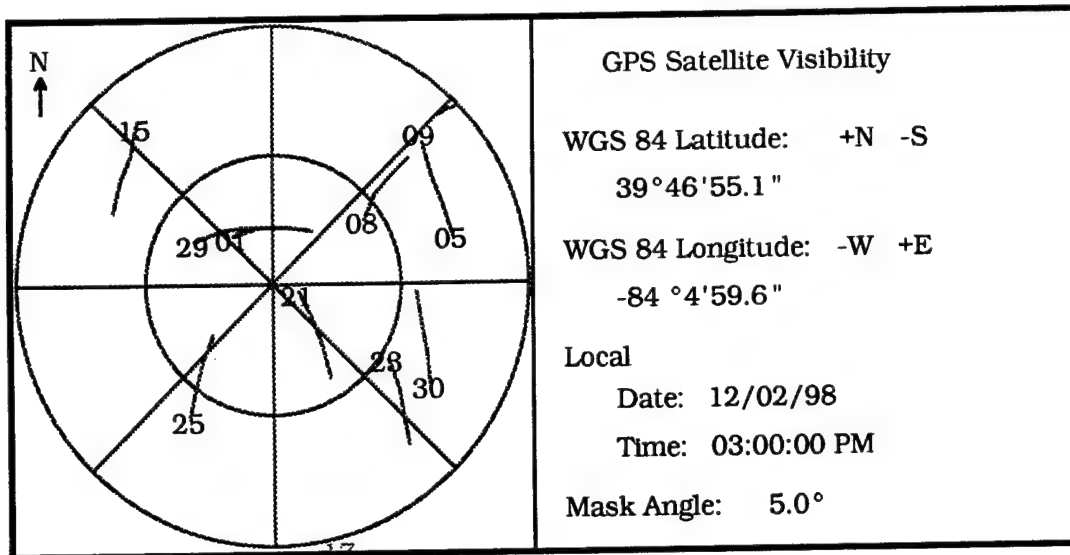 N
15
09
08
05
29 01
21
28
30
25
17
GPS Satellite Visibility
WGS 84 Latitude: +N -S
39°46'55.1"
WGS 84 Longitude: -W +E
-84 °4'59.6"
Local
Date: 12/02/98
Time: 03:00:00 PM
Mask Angle: 5.0°